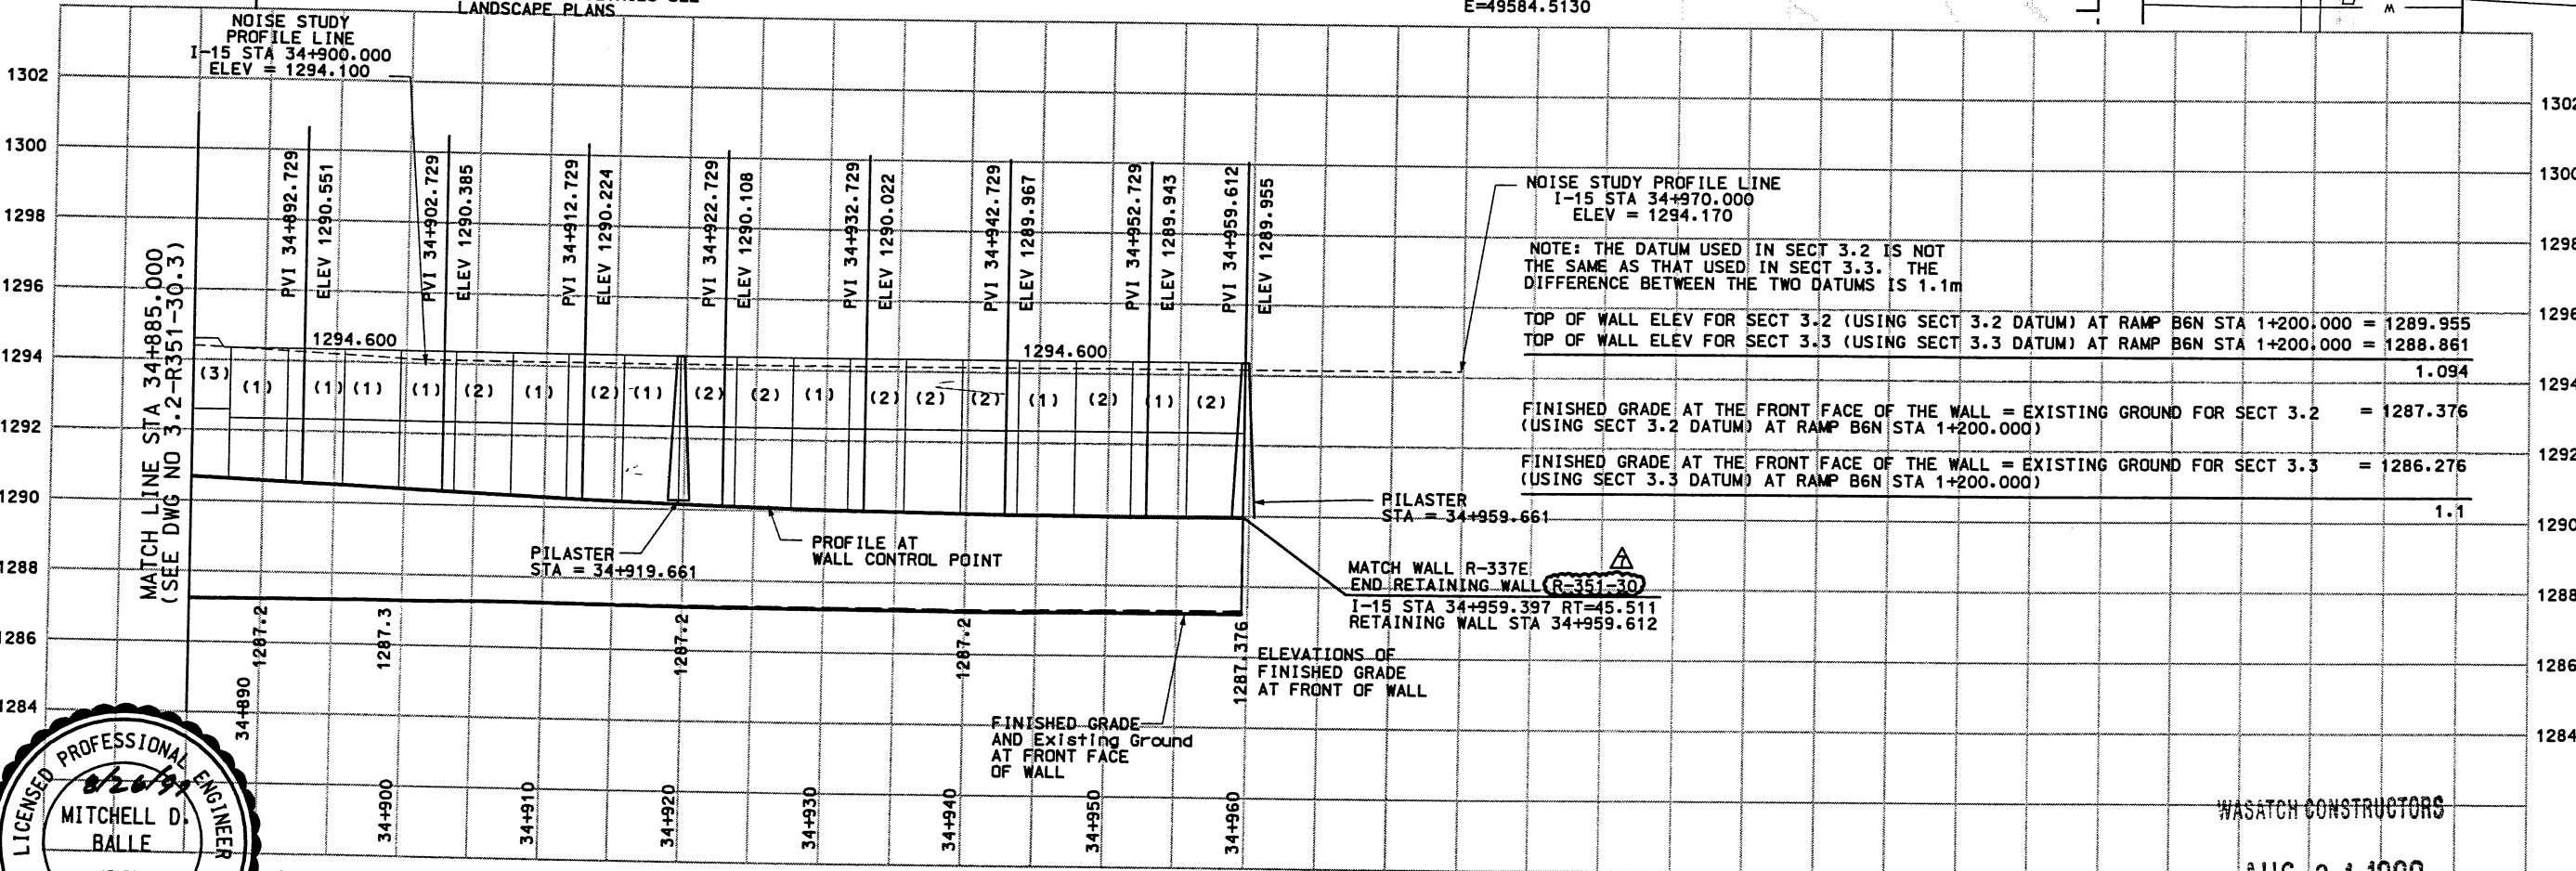 LANDSCAPE PLANS
E=49584.5130
W
NOISE STUDY
PROFILE LINE
I-15 STA 34+900.000
ELEV = 1294.100
1302
1300
1298
1296
1294
1292
1290
1288
1286
1284
MATCH LINE STA 34+885.000
(SEE DWG NO 3.2-R351-30.3)
PVI 34+892.729
ELEV 1290.551
PVI 34+902.729
ELEV 1290.385
PVI 34+912.729
ELEV 1290.224
PVI 34+922.729
ELEV 1290.108
PVI 34+932.729
ELEV 1290.022
PVI 34+942.729
ELEV 1289.967
PVI 34+952.729
ELEV 1289.943
PVI 34+959.612
ELEV 1289.955
1294.600
1294.600
(3) (1) (1) (1) (1) (2) (1) (2) (1) (2) (2) (1) (2) (2) (2) (1) (2) (1) (2)
NOISE STUDY PROFILE LINE
I-15 STA 34+970.000
ELEV = 1294.170
NOTE: THE DATUM USED IN SECT 3.2 IS NOT
THE SAME AS THAT USED IN SECT 3.3. THE
DIFFERENCE BETWEEN THE TWO DATUMS IS 1.1m
TOP OF WALL ELEV FOR SECT 3.2 (USING SECT 3.2 DATUM) AT RAMP B6N STA 1+200.000 = 1289.955
TOP OF WALL ELEV FOR SECT 3.3 (USING SECT 3.3 DATUM) AT RAMP B6N STA 1+200.000 = 1288.861
1.094
FINISHED GRADE AT THE FRONT FACE OF THE WALL = EXISTING GROUND FOR SECT 3.2 = 1287.376
(USING SECT 3.2 DATUM) AT RAMP B6N STA 1+200.000)
FINISHED GRADE AT THE FRONT FACE OF THE WALL = EXISTING GROUND FOR SECT 3.3 = 1286.276
(USING SECT 3.3 DATUM) AT RAMP B6N STA 1+200.000)
1.1
1302
1300
1298
1296
1294
1292
1290
1288
1286
1284
PILASTER
STA = 34+919.661
PROFILE AT
WALL CONTROL POINT
PILASTER
STA = 34+959.661
7
MATCH WALL R-337E
END RETAINING WALL R-351-30
I-15 STA 34+959.397 RT=45.511
RETAINING WALL STA 34+959.612
1287.2
1287.3
1287.2
1287.2
1287.376
ELEVATIONS OF
FINISHED GRADE
AT FRONT OF WALL
FINISHED GRADE
AND Existing Ground
AT FRONT FACE
OF WALL
34+890
34+900
34+910
34+920
34+930
34+940
34+950
34+960
LICENSED PROFESSIONAL ENGINEER
8/26/99
MITCHELL D.
BALLE
WASATCH CONSTRUCTORS